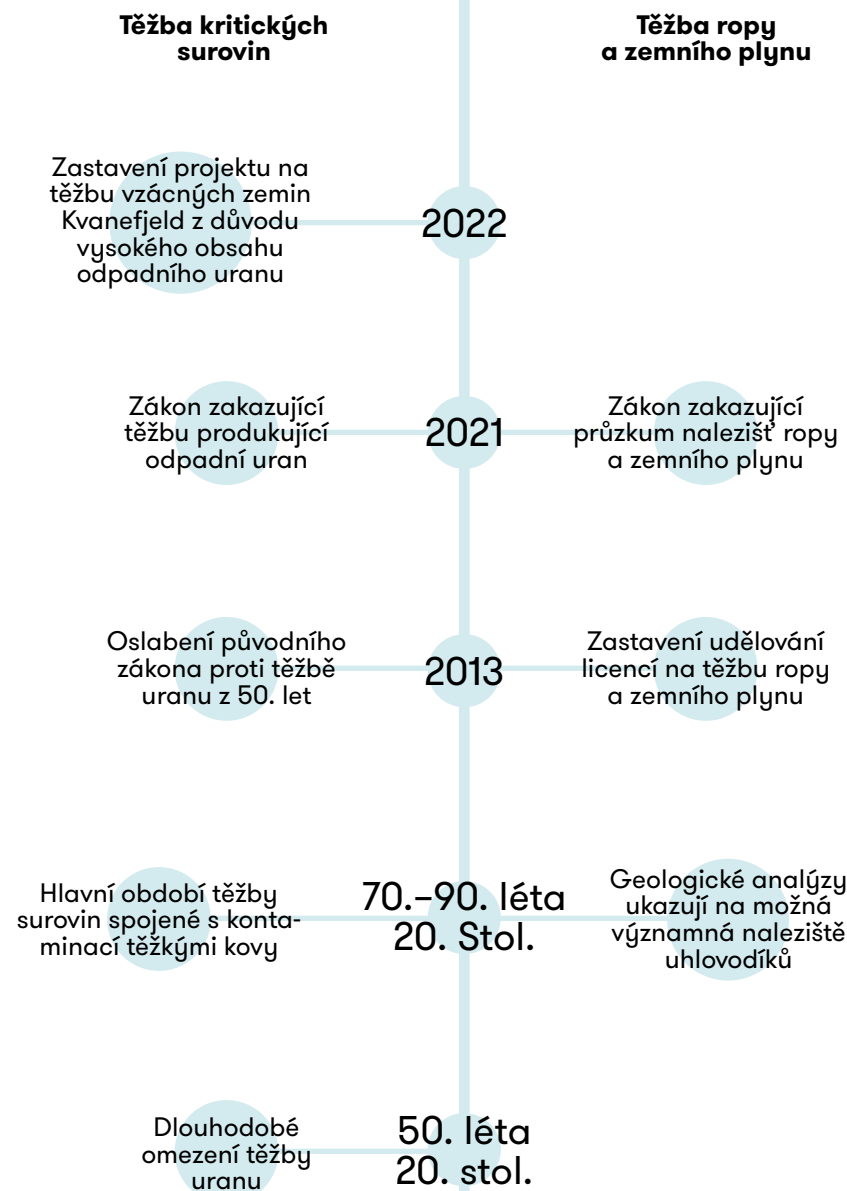 Těžba kritických
surovin
Těžba ropy
a zemního plynu
Zastavení projektu na
těžbu vzácných zemin
Kvanefjeld z důvodu
vysokého obsahu
odpadního uranu
2022
Zákon zakazující
těžbu produkující
odpadní uran
2021
Zákon zakazující
průzkum nalezišť ropy
a zemního plynu
Oslabení původního
zákona proti těžbě
uranu z 50. let
2013
Zastavení udělování
licencí na těžbu ropy
a zemního plynu
Hlavní období těžby
surovin spojené s konta-
minací těžkými kovy
70.–90. léta
20. Stol.
Geologické analýzy
ukazují na možná
významná naleziště
uhlovodíků
Dlouhodobé
omezení těžby
uranu
50. léta
20. stol.